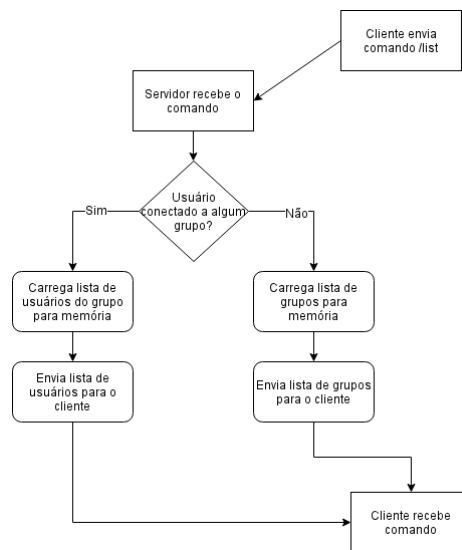 Cliente envia
comando /list
Servidor recebe o
comando
Usuário
conectado a algum
grupo?
Sim
Não
Carrega lista de
usuários do grupo
para memória
Carrega lista de
grupos para
memória
Envia lista de
usuários para o
cliente
Envia lista de grupos
para o cliente
Cliente recebe
comando